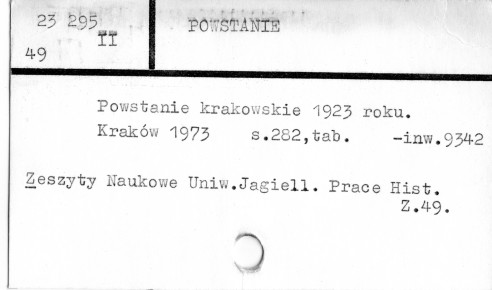 23 295
II
49
POWSTANIE
Powstanie krakowskie 1923 roku.
Kraków 1973 s.282,tab. -inw.9342
Zeszyty Naukowe Uniw.Jagiell. Prace Hist.
Z.49.